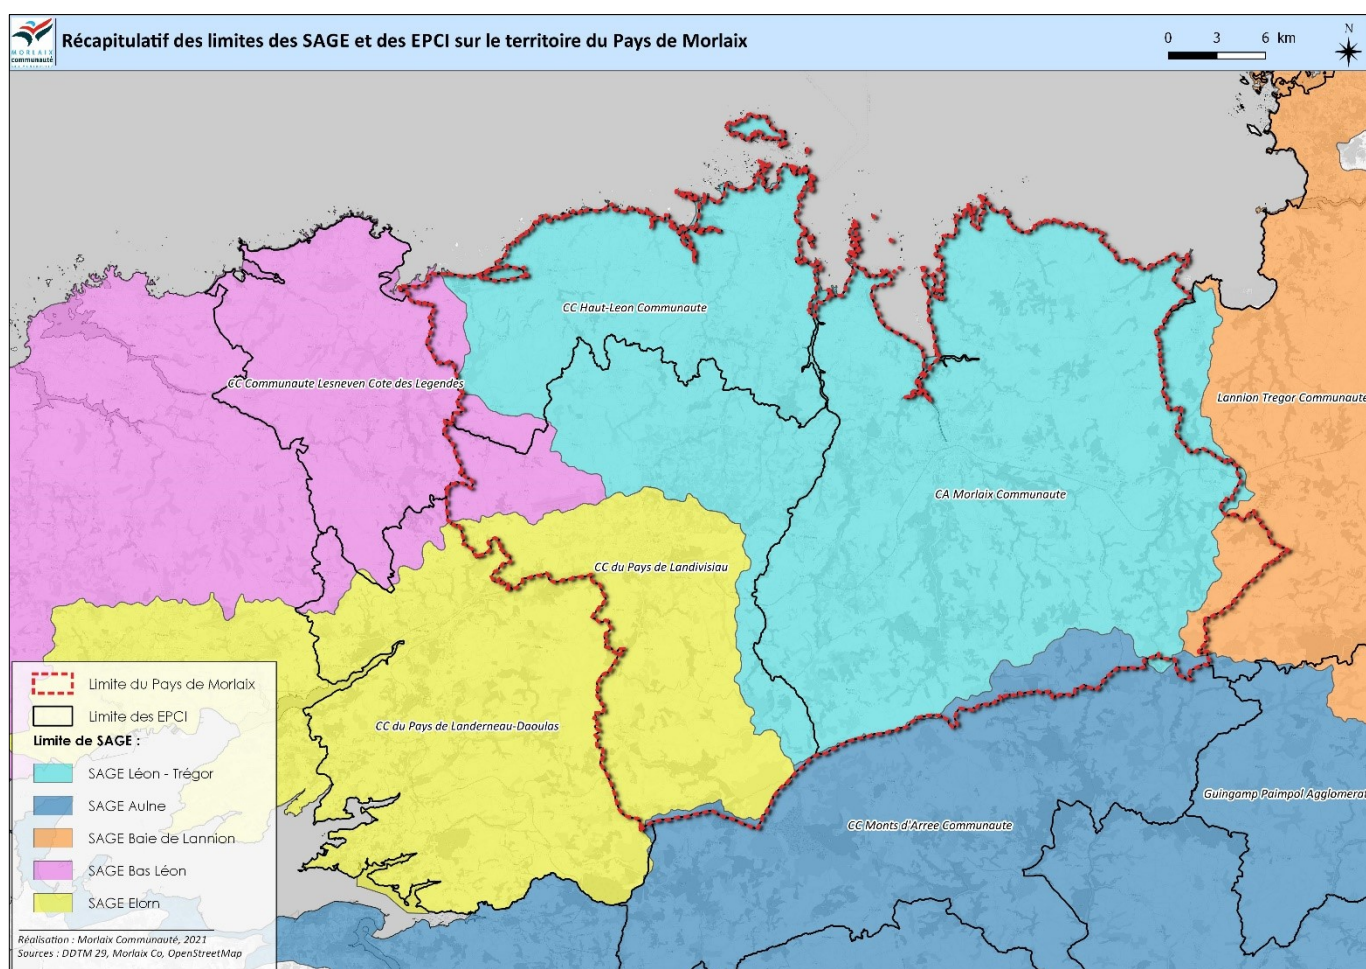 MORLAIX
communauté
Récapitulatif des limites des SAGE et des EPCI sur le territoire du Pays de Morlaix
0 3 6 km
N
CC Haut-Leon Communaute
CC Communaute Lesneven Cote des Legendes
Lannion Tregor Communaute
CA Morlaix Communaute
CC du Pays de Landivisiau
CC du Pays de Landerneau-Daoulas
Guingamp Paimpol Agglomerat
CC Monts d'Arree Communaute
Limite du Pays de Morlaix
Limite des EPCI
Limite de SAGE :
SAGE Léon - Trégor
SAGE Aulne
SAGE Baie de Lannion
SAGE Bas Léon
SAGE Elorn
Réalisation : Morlaix Communauté, 2021
Sources : DDTM 29, Morlaix Co, OpenStreetMap